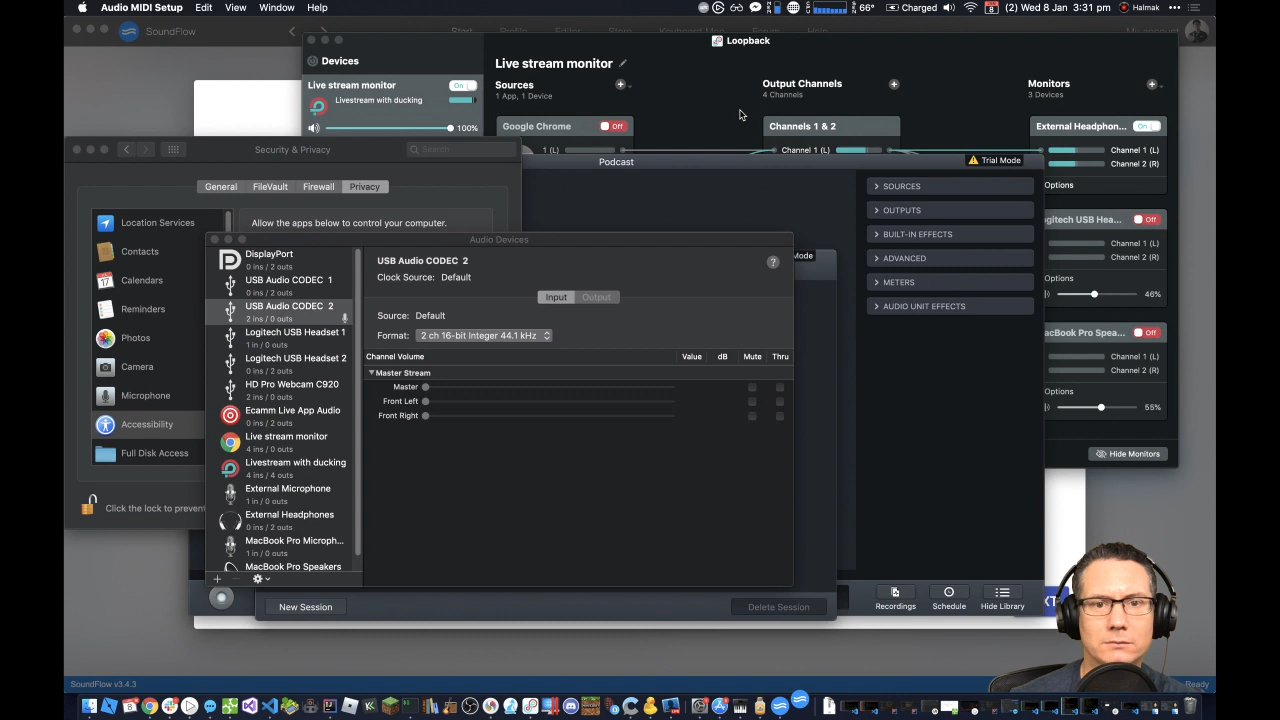 Audio MIDI Setup Edit View Window Help
66° Charged (2) Wed 8 Jan 3:31 pm Halmak
SoundFlow
Loopback
Devices
Live stream monitor
Live stream monitor On
Livestream with ducking
100%
Sources
1 App, 1 Device
Output Channels
4 Channels
Monitors
3 Devices
Google Chrome Off
1 (L)
Channels 1 & 2
Channel 1 (L)
External Headphon... On
Channel 1 (L)
Channel 2 (R)
Options
ogitech USB Hea... Off
Channel 1 (L)
Channel 2 (R)
Options
46%
acBook Pro Spea... Off
Channel 1 (L)
Channel 2 (R)
Options
55%
Hide Monitors
Security & Privacy
Search
General FileVault Firewall Privacy
Location Services
Contacts
Calendars
Reminders
Photos
Camera
Microphone
Accessibility
Full Disk Access
Allow the apps below to control your computer.
Click the lock to prevent
Podcast
Trial Mode
SOURCES
OUTPUTS
BUILT-IN EFFECTS
ADVANCED
METERS
AUDIO UNIT EFFECTS
Mode
Audio Devices
DisplayPort
0 ins / 2 outs
USB Audio CODEC 1
0 ins / 2 outs
USB Audio CODEC 2
2 ins / 0 outs
Logitech USB Headset 1
1 in / 0 outs
Logitech USB Headset 2
0 ins / 2 outs
HD Pro Webcam C920
2 ins / 0 outs
Ecamm Live App Audio
0 ins / 2 outs
Live stream monitor
4 ins / 0 outs
Livestream with ducking
4 ins / 4 outs
External Microphone
1 in / 0 outs
External Headphones
0 ins / 2 outs
MacBook Pro Microph...
1 in / 0 outs
MacBook Pro Speakers
USB Audio CODEC 2
Clock Source: Default
Input Output
Source: Default
Format: 2 ch 16-bit Integer 44.1 kHz
Channel Volume Value dB Mute Thru
Master Stream
Master
Front Left
Front Right
New Session
Delete Session
Recordings
Schedule
Hide Library
SoundFlow v3.4.3
Ready